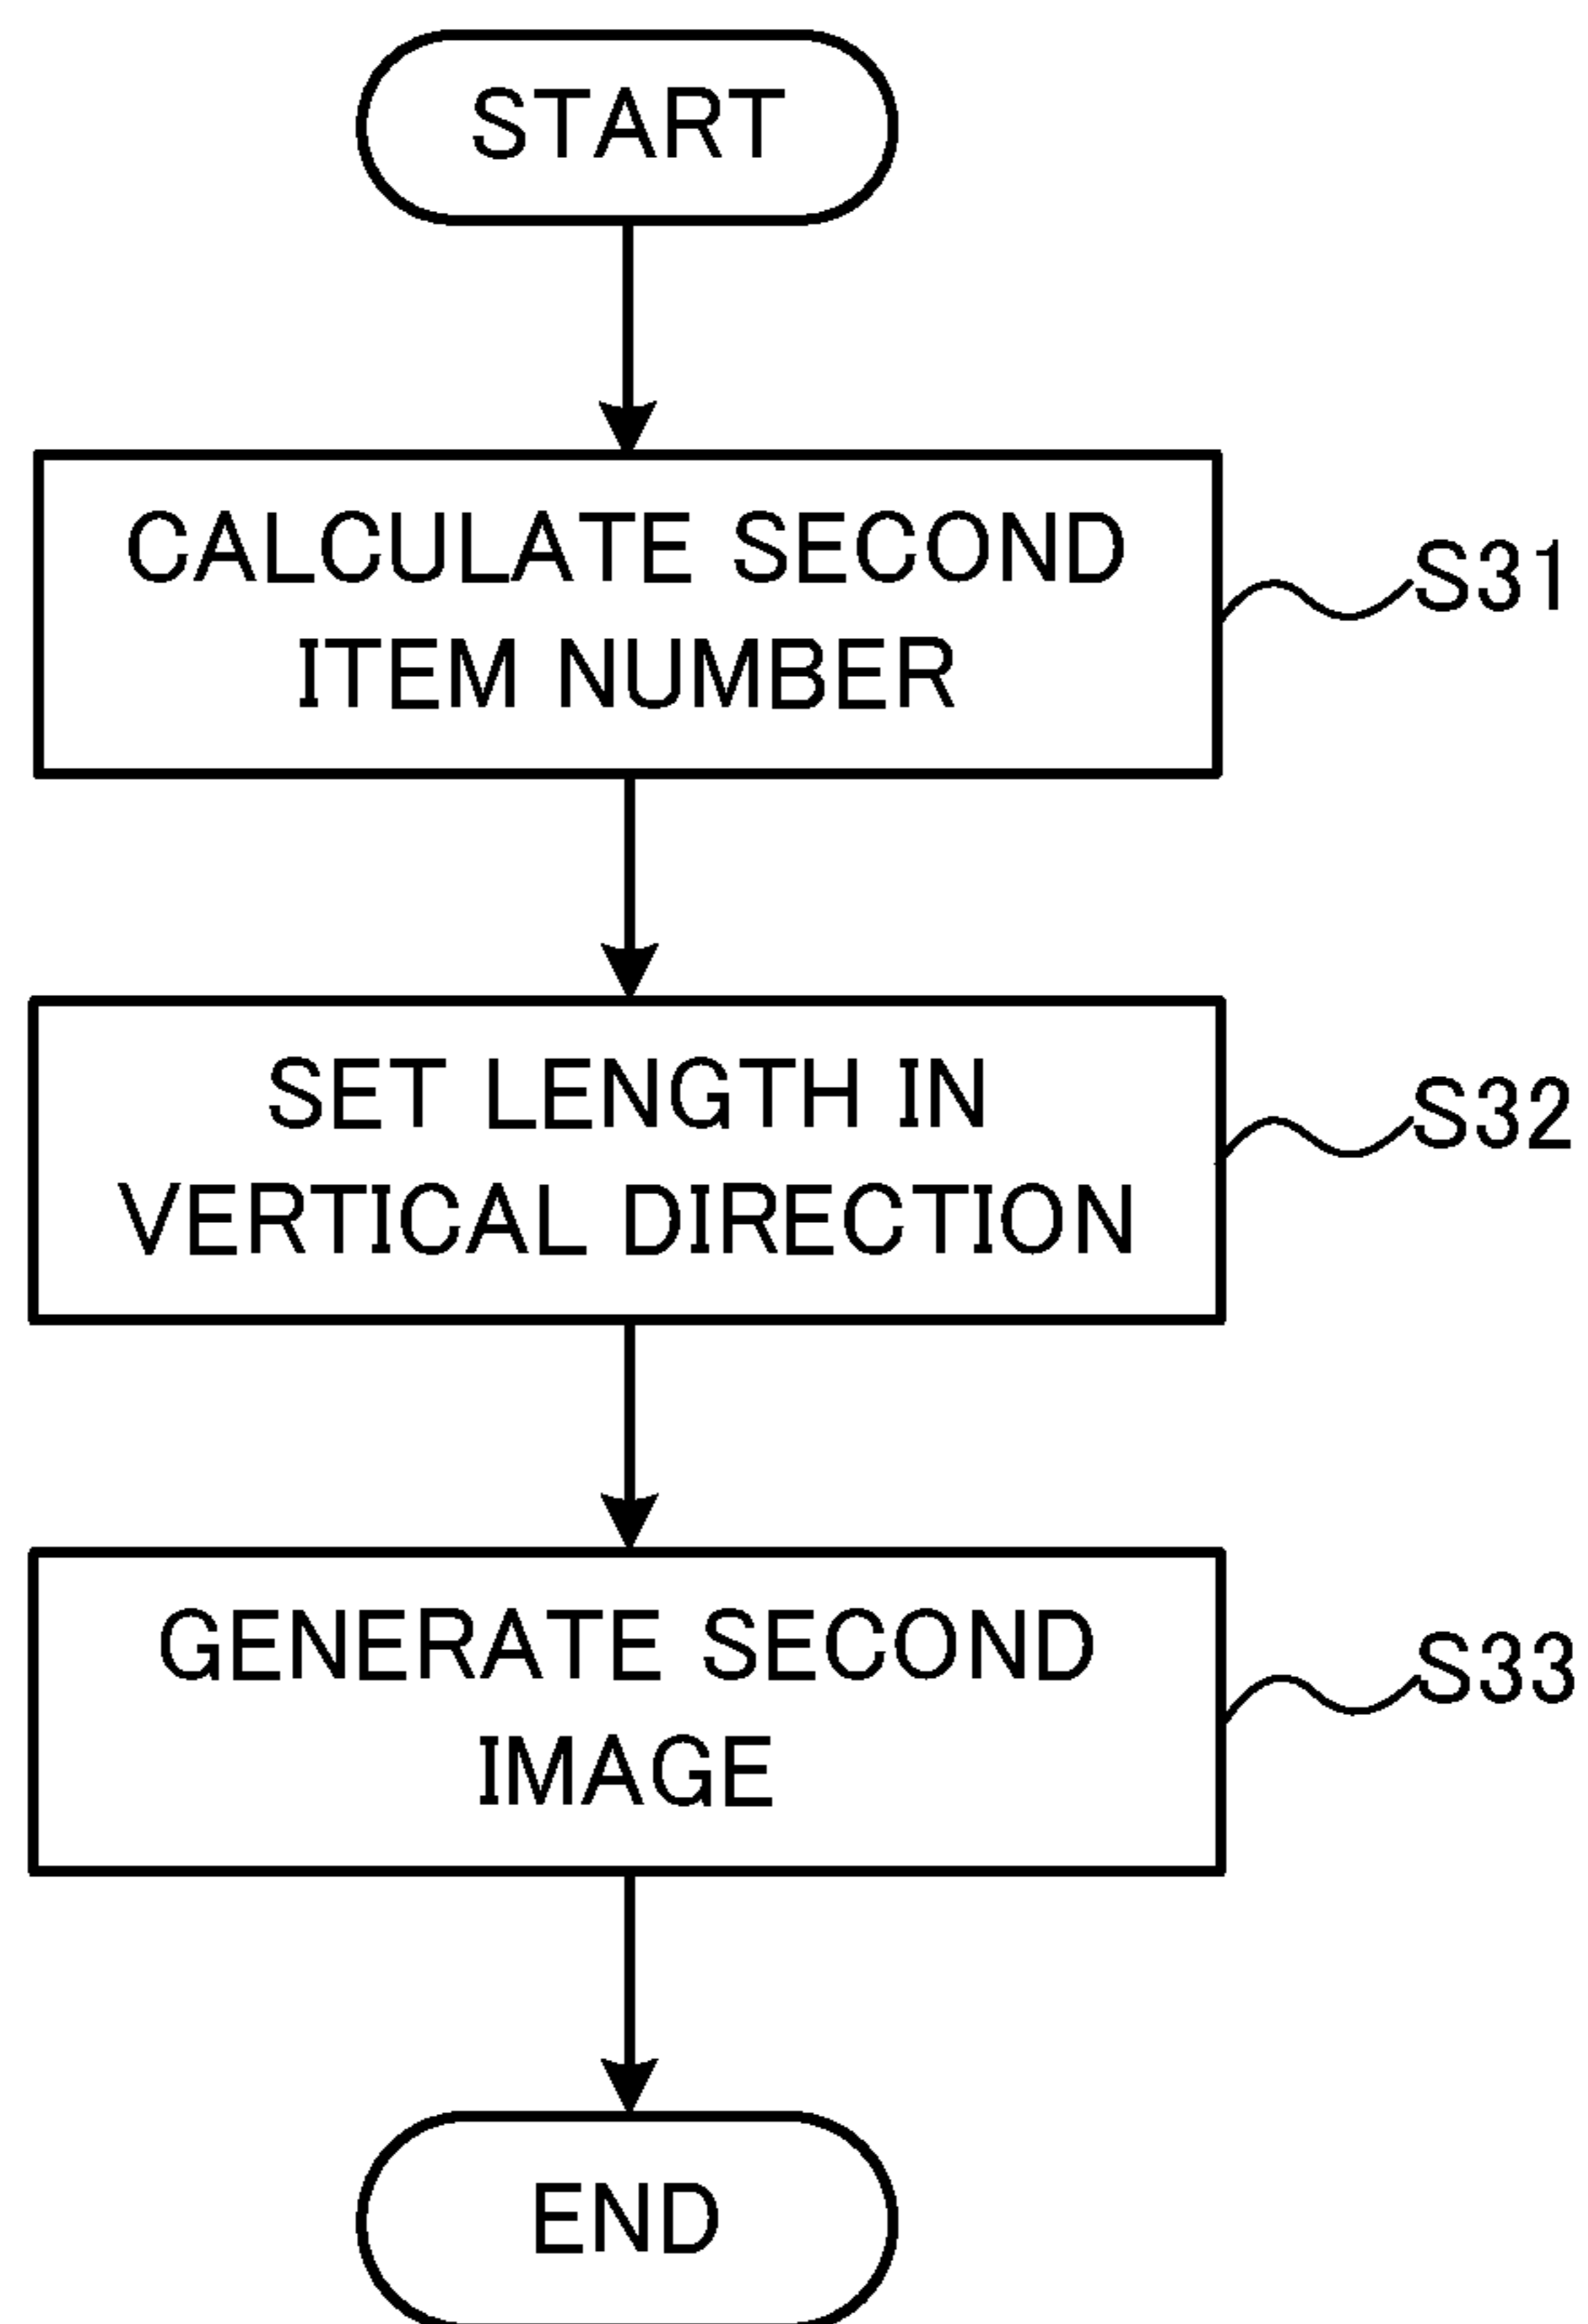 START
CALCULATE SECOND
ITEM NUMBER
S31
SET LENGTH IN
VERTICAL DIRECTION
S32
GENERATE SECOND
IMAGE
S33
END